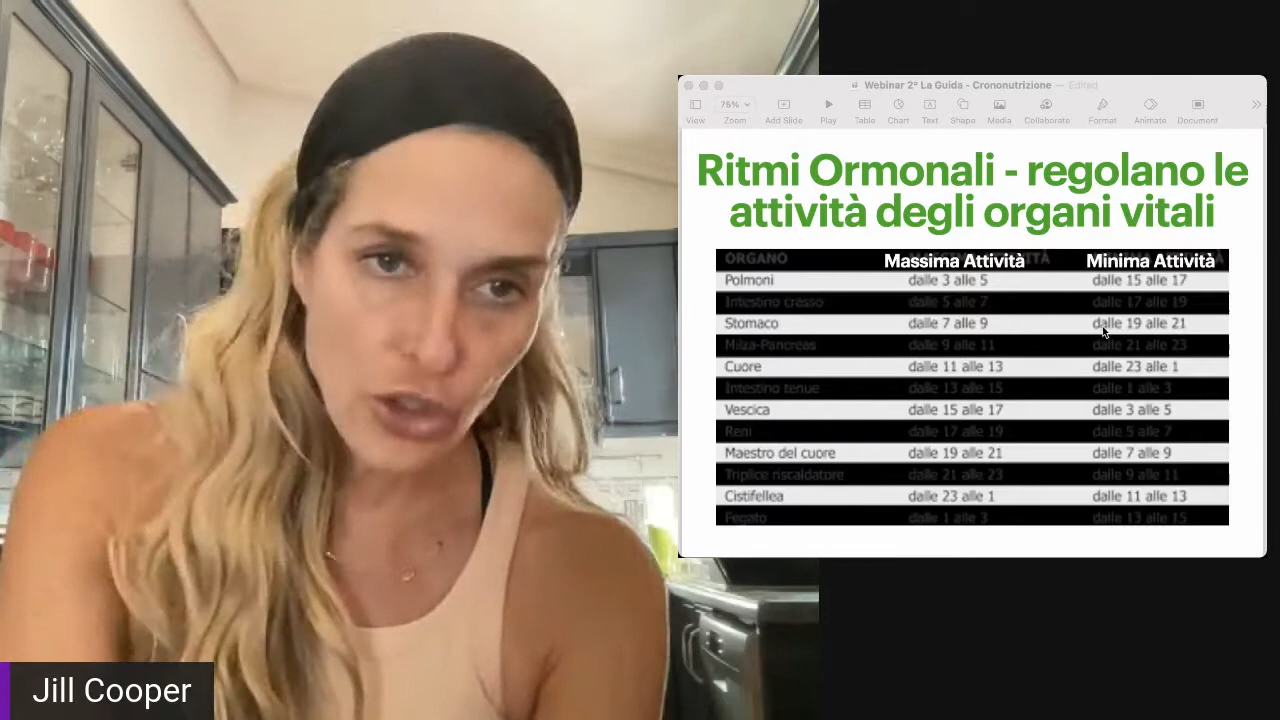 Webinar 2° La Guida - Crononutrizione — Edited
75%
View Zoom Add Slide Play Table Chart Text Shape Media Collaborate Format Animate Document
Ritmi Ormonali - regolano le
attività degli organi vitali
ORGANO Massima Attività Minima Attività
Polmoni dalle 3 alle 5 dalle 15 alle 17
Intestino crasso dalle 5 alle 7 dalle 17 alle 19
Stomaco dalle 7 alle 9 dalle 19 alle 21
Milza-Pancreas dalle 9 alle 11 dalle 21 alle 23
Cuore dalle 11 alle 13 dalle 23 alle 1
Intestino tenue dalle 13 alle 15 dalle 1 alle 3
Vescica dalle 15 alle 17 dalle 3 alle 5
Reni dalle 17 alle 19 dalle 5 alle 7
Maestro del cuore dalle 19 alle 21 dalle 7 alle 9
Triplice riscaldatore dalle 21 alle 23 dalle 9 alle 11
Cistifellea dalle 23 alle 1 dalle 11 alle 13
Fegato dalle 1 alle 3 dalle 13 alle 15
Jill Cooper